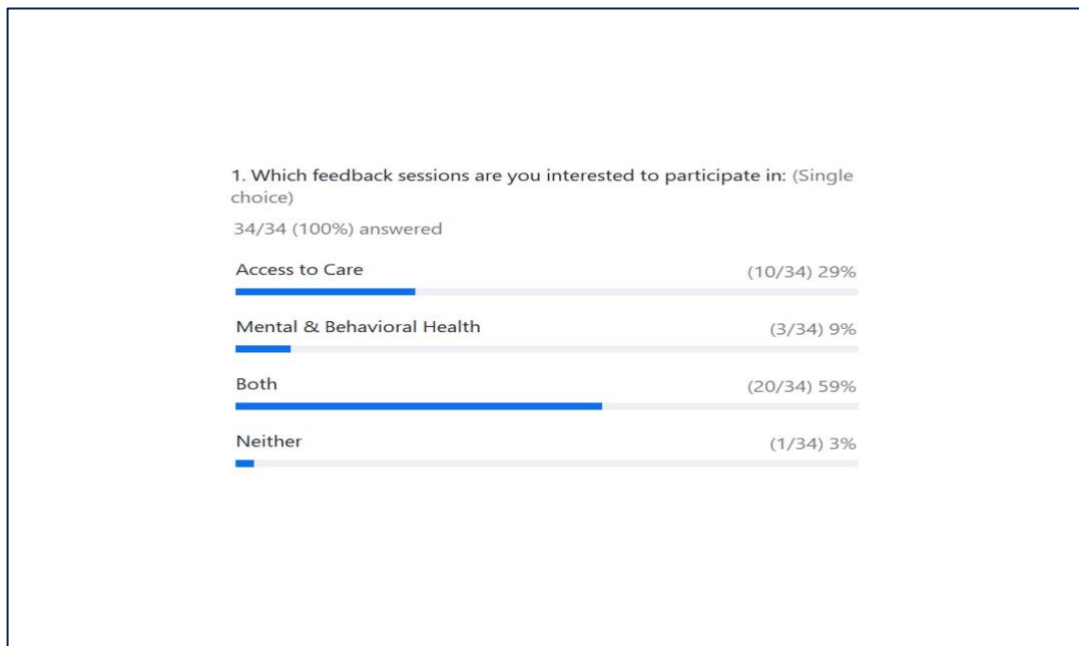 1. Which feedback sessions are you interested to participate in: (Single
choice)
34/34 (100%) answered
Access to Care (10/34) 29%
Mental & Behavioral Health (3/34) 9%
Both (20/34) 59%
Neither (1/34) 3%